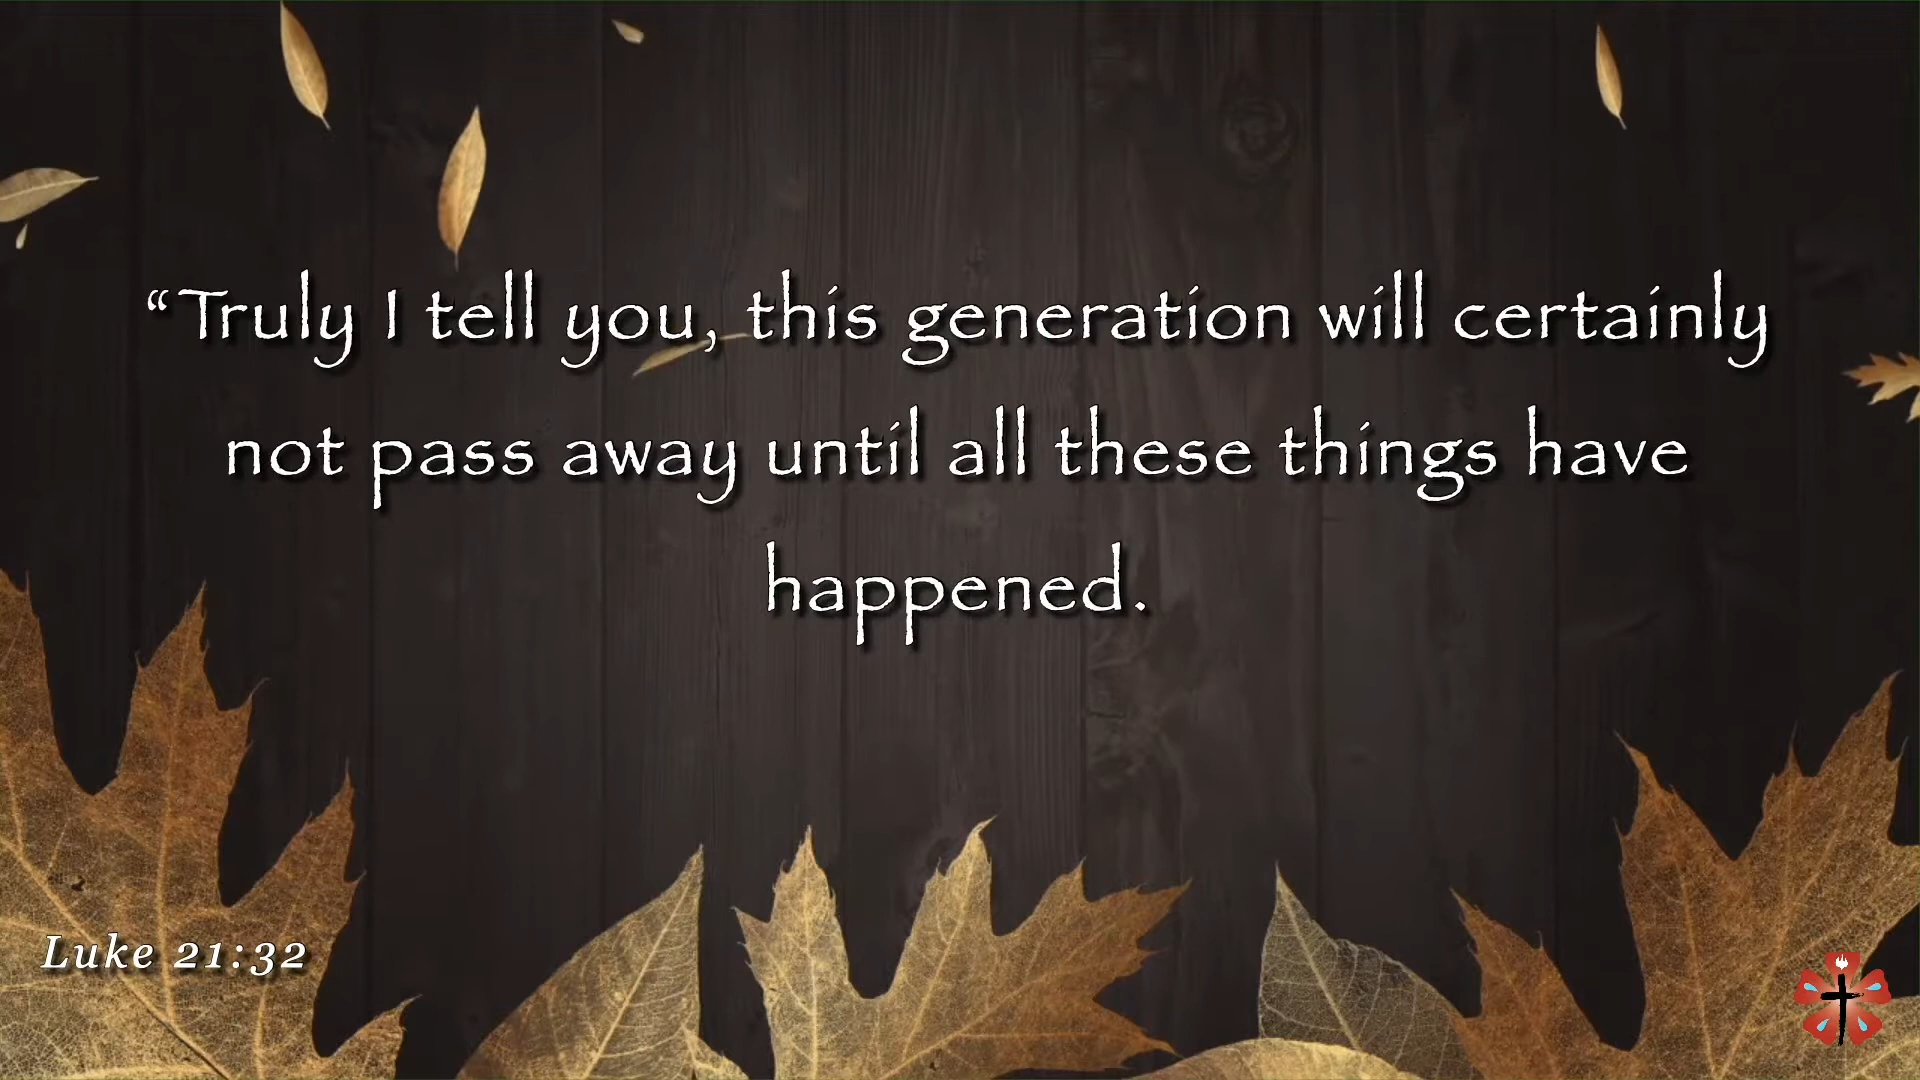 “Truly I tell you, this generation will certainly
not pass away until all these things have
happened.
Luke 21:32